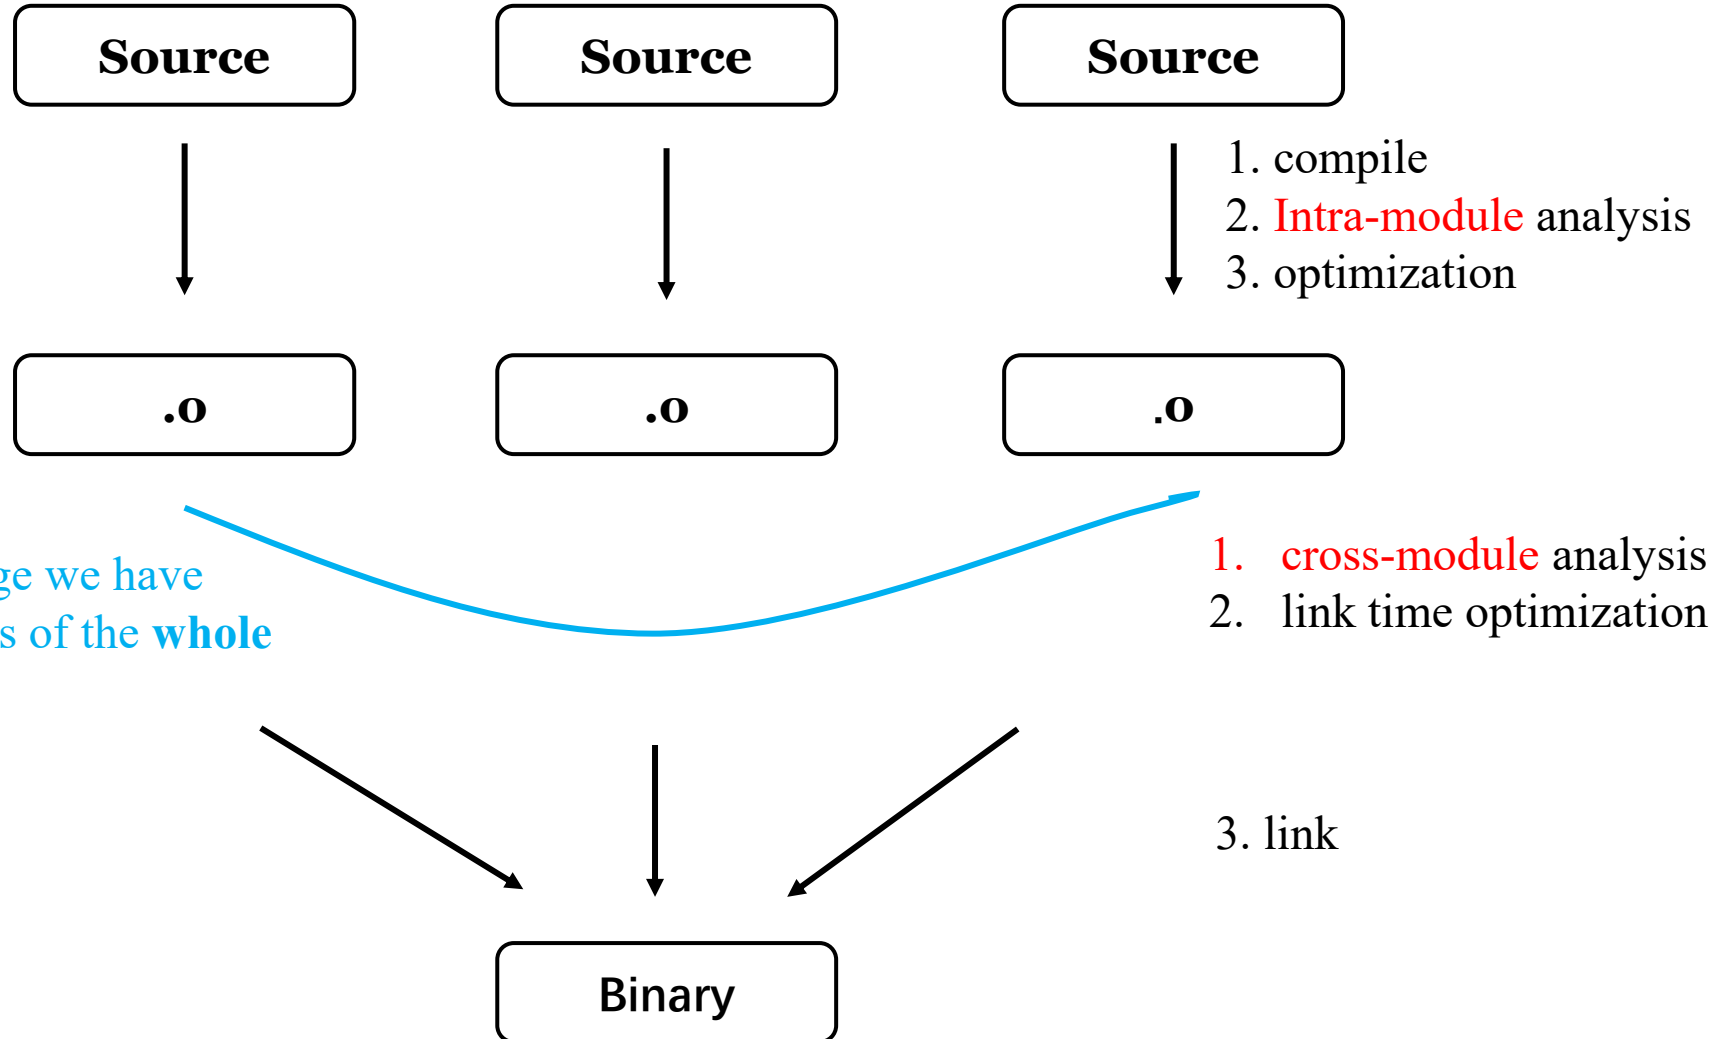 Source
Source
Source
1. compile
2. Intra-module analysis
3. optimization
.o
.o
.o
we have
of the whole
1. cross-module analysis
2. link time optimization
3. link
Binary